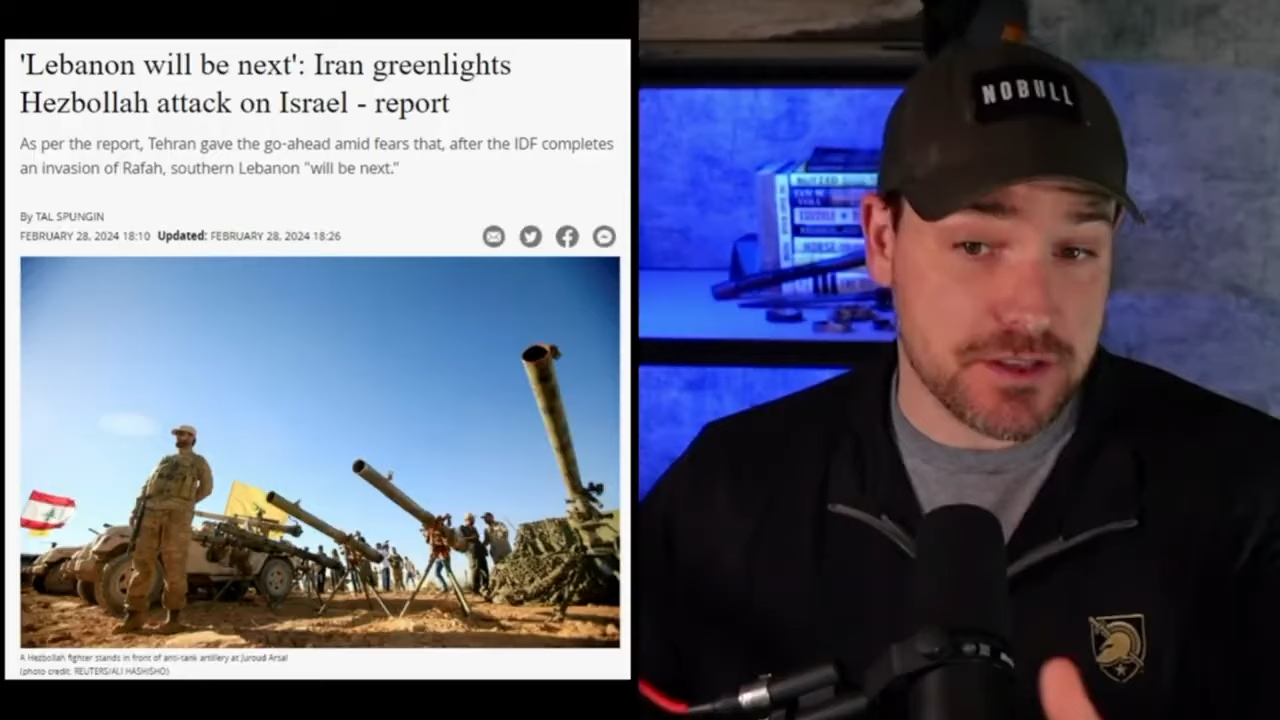 'Lebanon will be next': Iran greenlights
Hezbollah attack on Israel - report
As per the report, Tehran gave the go-ahead amid fears that, after the IDF completes
an invasion of Rafah, southern Lebanon "will be next."
By TAL SPUNGIN
FEBRUARY 28, 2024 18:10 Updated: FEBRUARY 28, 2024 18:26
A Hezbollah fighter stands in front of anti-tank artillery at Juroud Arsal
(photo credit: REUTERS/ALI HASHISHO)
NOBULL